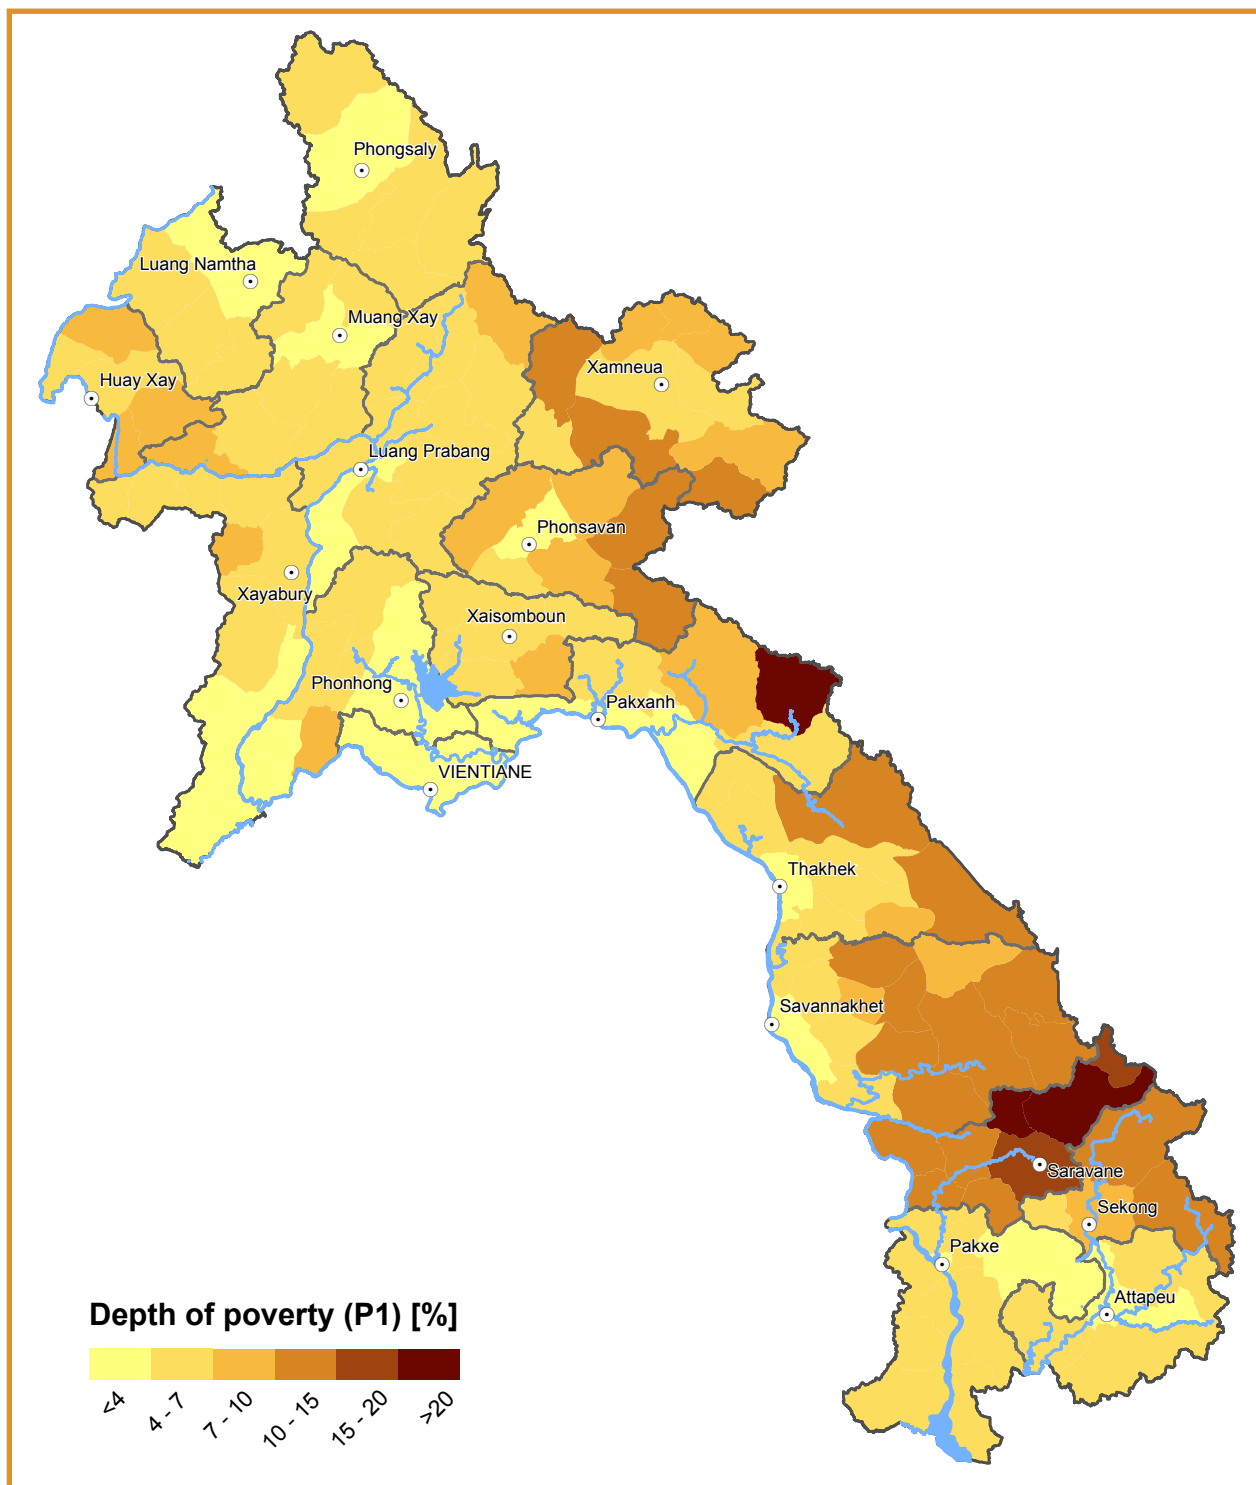 Phongsaly
Luang Namtha
Muang Xay
Xamneua
Huay Xay
Luang Prabang
Phonsavan
Xayabury
Xaisomboun
Phonhong
Pakxanh
VIENTIANE
Thakhek
Savannakhet
Saravane
Sekong
Pakxe
Attapeu
Depth of poverty (P1) [%]
<4
4 - 7
7 - 10
10 - 15
15 - 20
>20